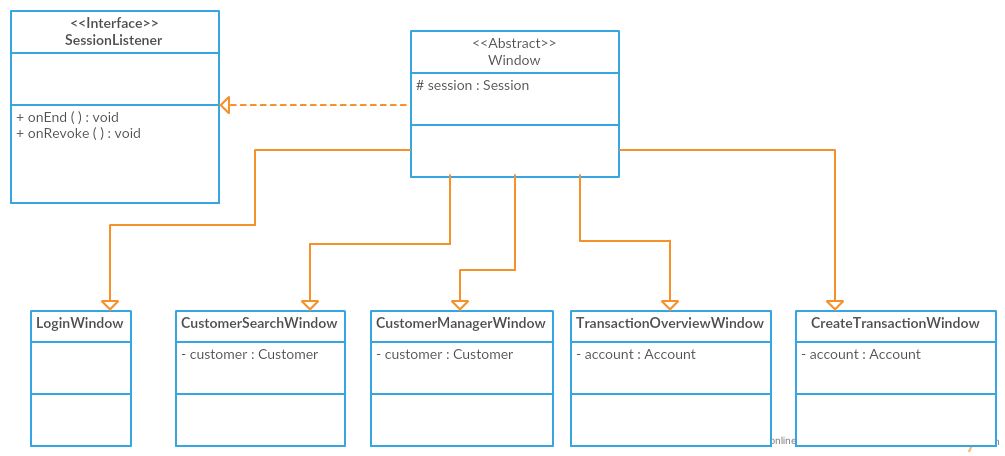 <<Interface>>
SessionListener
+ onEnd ( ) : void
+ onRevoke ( ) : void
<<Abstract>>
Window
# session : Session
LoginWindow
CustomerSearchWindow
- customer : Customer
CustomerManagerWindow
- customer : Customer
TransactionOverviewWindow
- account : Account
CreateTransactionWindow
- account : Account
online